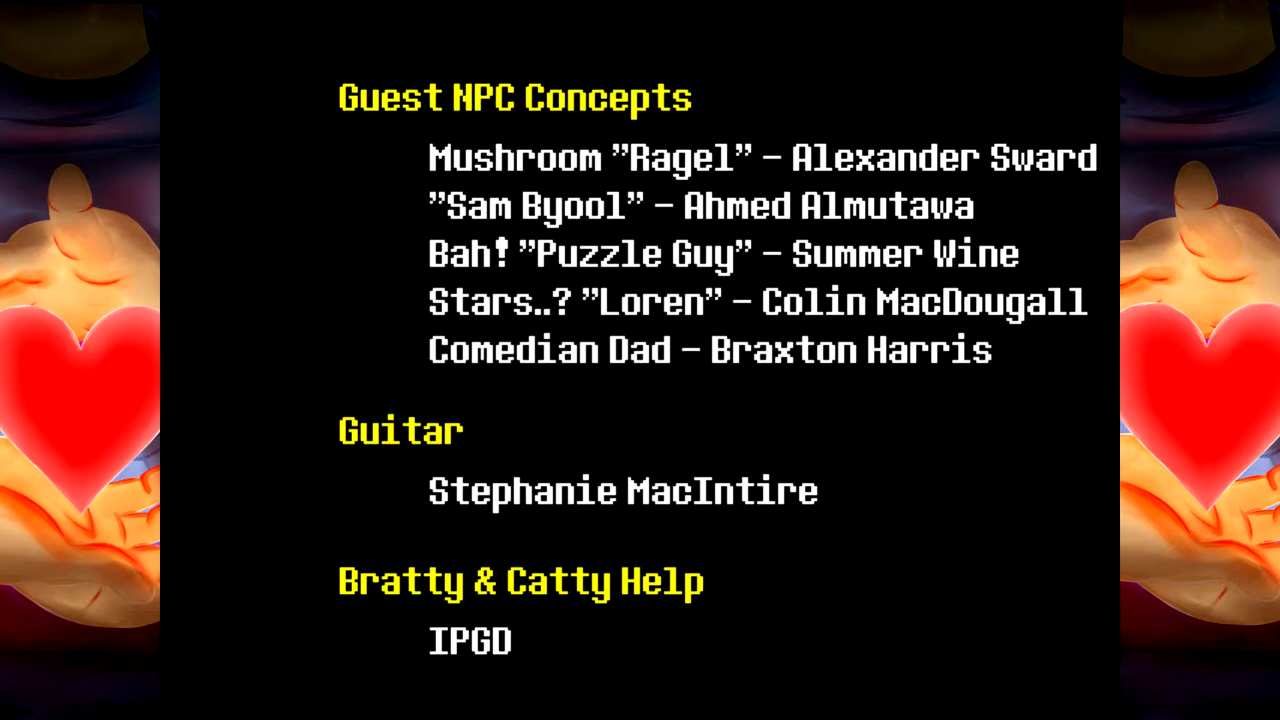 Guest NPC Concepts
Mushroom "Ragel" - Alexander Sward
"Sam Byool" - Ahmed Almutawa
Bah! "Puzzle Guy" - Summer Wine
Stars..? "Loren" - Colin MacDougall
Comedian Dad - Braxton Harris
Guitar
Stephanie MacIntire
Bratty & Catty Help
IPGD